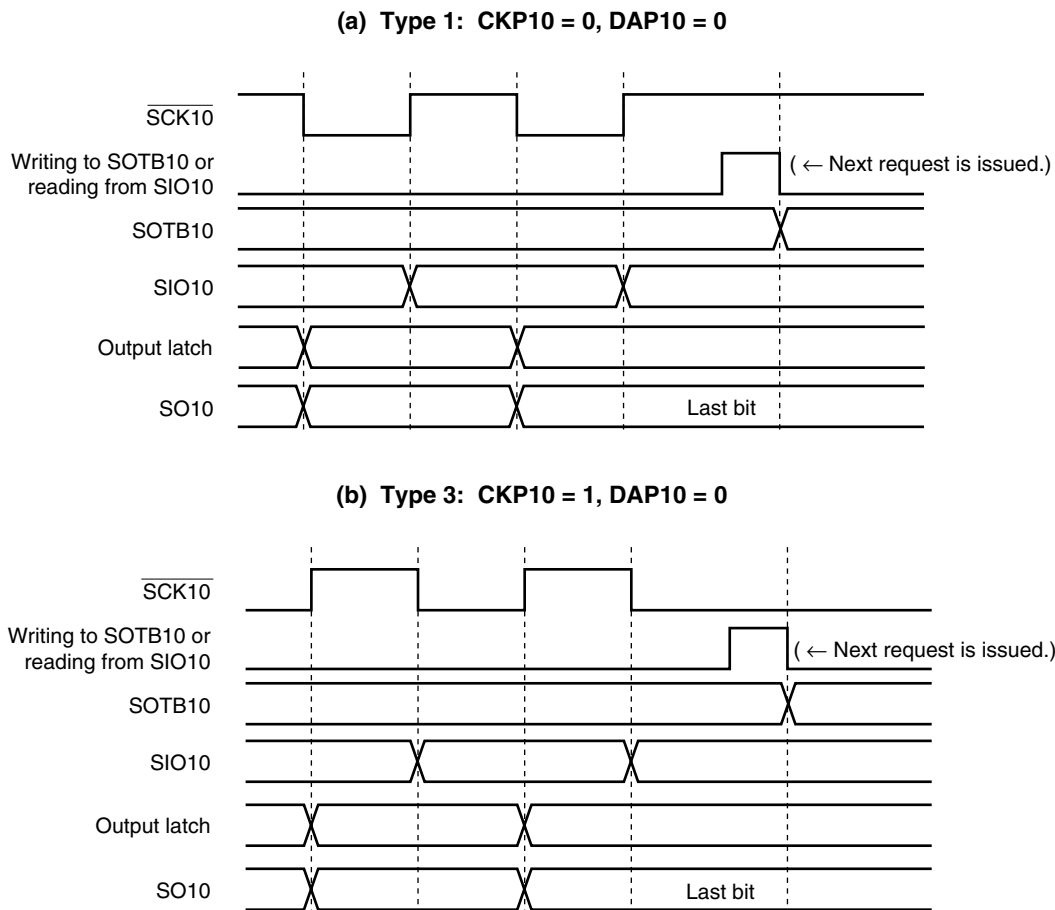 (a) Type 1: CKP10 = 0, DAP10 = 0
SCK10
Writing to SOTB10 or
reading from SIO10
( ← Next request is issued.)
SOTB10
SIO10
Output latch
SO10
Last bit
(b) Type 3: CKP10 = 1, DAP10 = 0
SCK10
Writing to SOTB10 or
reading from SIO10
( ← Next request is issued.)
SOTB10
SIO10
Output latch
SO10
Last bit